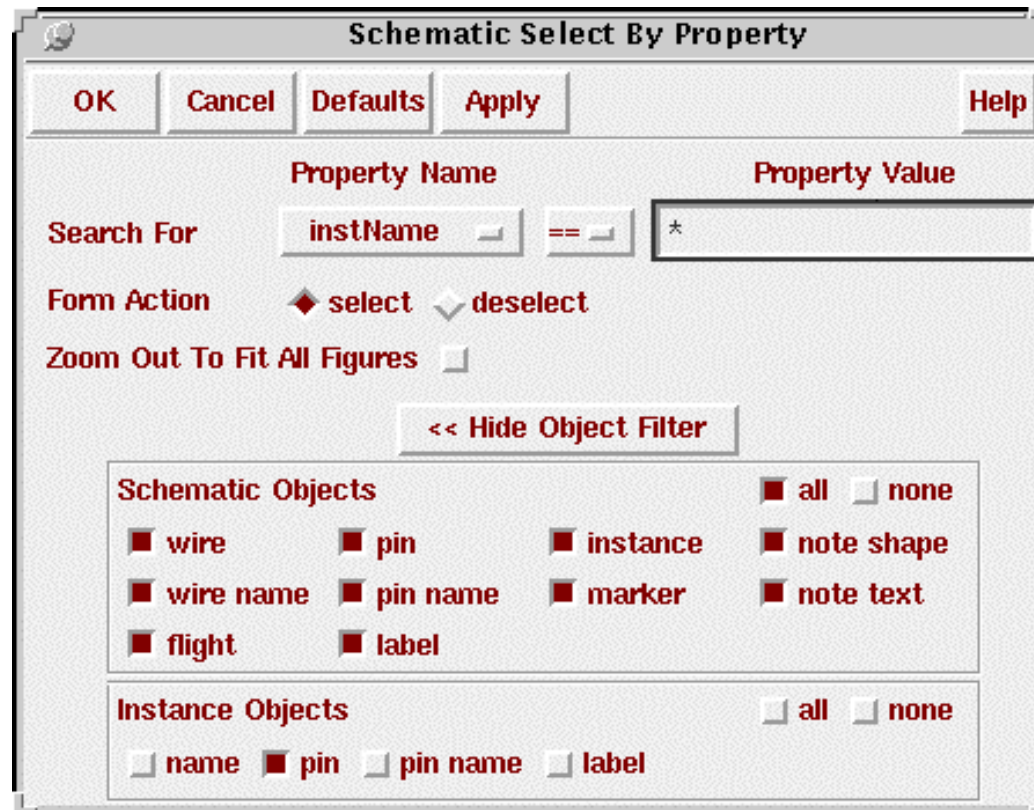 Schematic Select By Property
OK Cancel Defaults Apply Help
Property Name Property Value
Search For instName == *
Form Action select deselect
Zoom Out To Fit All Figures
<< Hide Object Filter
Schematic Objects all none
wire pin instance note shape
wire name pin name marker note text
flight label
Instance Objects all none
name pin pin name label